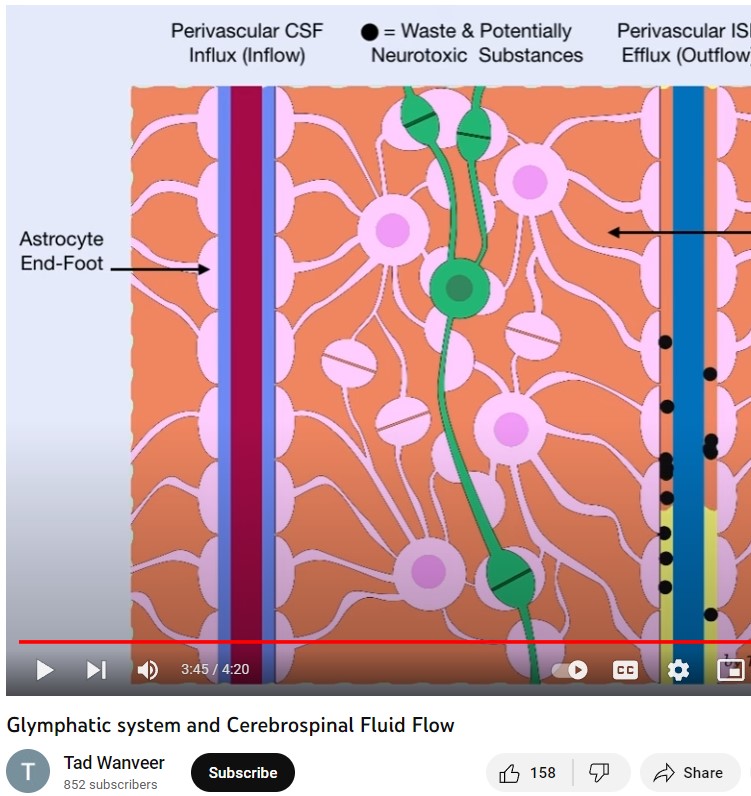 Perivascular CSF
Influx (Inflow)
= Waste & Potentially
Neurotoxic Substances
Perivascular
Efflux (Outflow)
Astrocyte
End-Foot
3:45 / 4:20
CC
Glymphatic system and Cerebrospinal Fluid Flow
T
Tad Wanveer
852 subscribers
Subscribe
158
Share